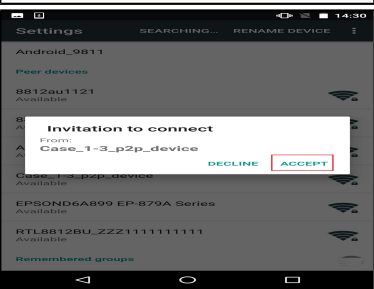 14:30
Settings SEARCHING... RENAME DEVICE
Android_9811
Peer devices
8812au1121
Available
8
Invitation to connect
From:
Case_1-3_p2p_device
DECLINE ACCEPT
A
Case_1-3_p2p_device
Available
EPSOND6A899 EP-879A Series
Available
RTL8812BU_ZZZ1111111111
Available
Remembered groups